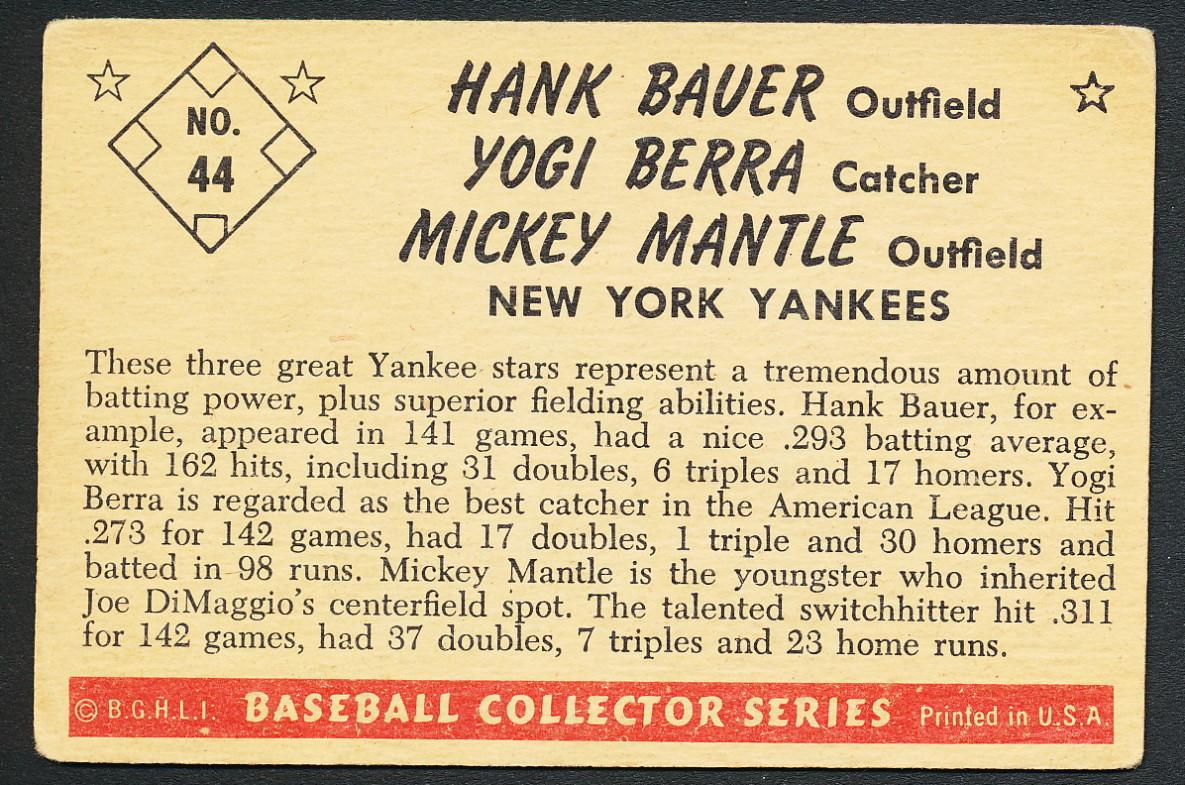 NO.
44
HANK BAUER Outfield
YOGI BERRA Catcher
MICKEY MANTLE Outfield
NEW YORK YANKEES
These three great Yankee stars represent a tremendous amount of
batting power, plus superior fielding abilities. Hank Bauer, for ex-
ample, appeared in 141 games, had a nice .293 batting average,
with 162 hits, including 31 doubles, 6 triples and 17 homers. Yogi
Berra is regarded as the best catcher in the American League. Hit
.273 for 142 games, had 17 doubles, 1 triple and 30 homers and
batted in 98 runs. Mickey Mantle is the youngster who inherited
Joe DiMaggio's centerfield spot. The talented switchhitter hit .311
for 142 games, had 37 doubles, 7 triples and 23 home runs.
© B.G.H.L.I. BASEBALL COLLECTOR SERIES Printed in U.S.A.